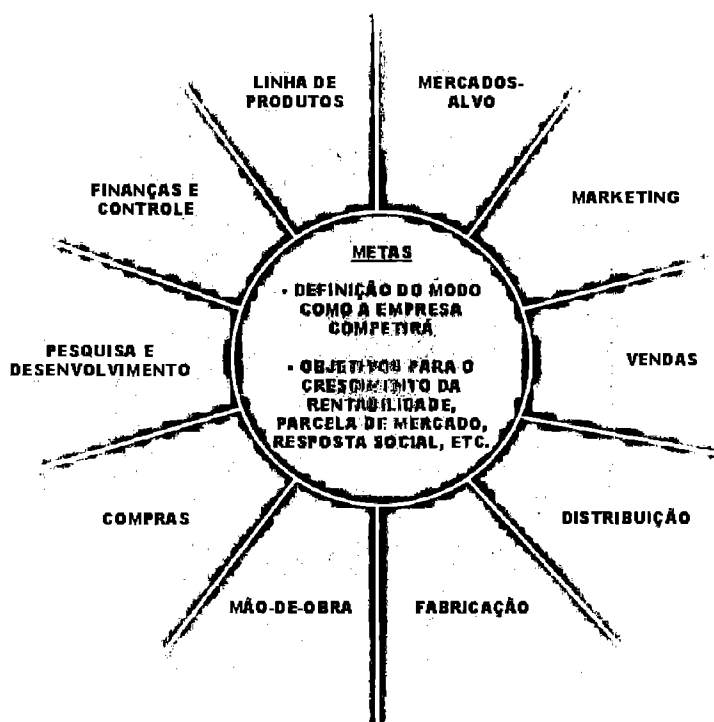 LINHA DE
PRODUTOS
MERCADOS-
ALVO
FINANÇAS E
CONTROLE
MARKETING
METAS
• DEFINIÇÃO DO MODO
COMO A EMPRESA
COMPETIRÁ
• OBJETIVOS PARA O
CRESCIMENTO DA
RENTABILIDADE,
PARCELA DE MERCADO,
RESPOSTA SOCIAL, ETC.
PESQUISA E
DESENVOLVIMENTO
VENDAS
COMPRAS
DISTRIBUIÇÃO
MÃO-DE-OBRA
FABRICAÇÃO